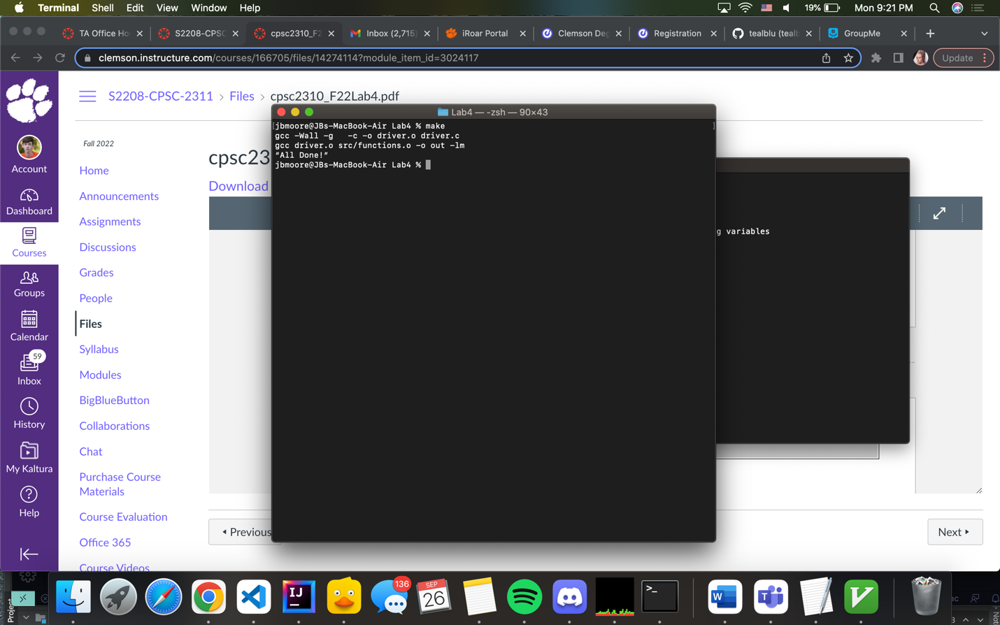 Terminal Shell Edit View Window Help 19% Mon 9:21 PM
TA Office Ho S2208-CPSC cpsc2310_F2 Inbox (2,715) iRoar Portal Clemson Deg Registration tealblu (tealb GroupMe
clemson.instructure.com/courses/166705/files/14274114?module_item_id=3024117 Update
S2208-CPSC-2311 > Files > cpsc2310_F22Lab4.pdf
Lab4 — -zsh — 90×43
[jbmoore@JBs-MacBook-Air Lab4 % make ]
gcc -Wall -g -c -o driver.o driver.c
gcc driver.o src/functions.o -o out -lm
“All Done!”
jbmoore@JBs-MacBook-Air Lab4 %
g variables
Account
Dashboard
Courses
Groups
Calendar
59
Inbox
History
My Kaltura
Help
Fall 2022
Home
Announcements
Assignments
Discussions
Grades
People
Files
Syllabus
Modules
BigBlueButton
Collaborations
Chat
Purchase Course
Materials
Course Evaluation
Office 365
Course Videos
cpsc23
Download
Previous
Next
Project
IJ
136
SEP
26
>_
W
T
V